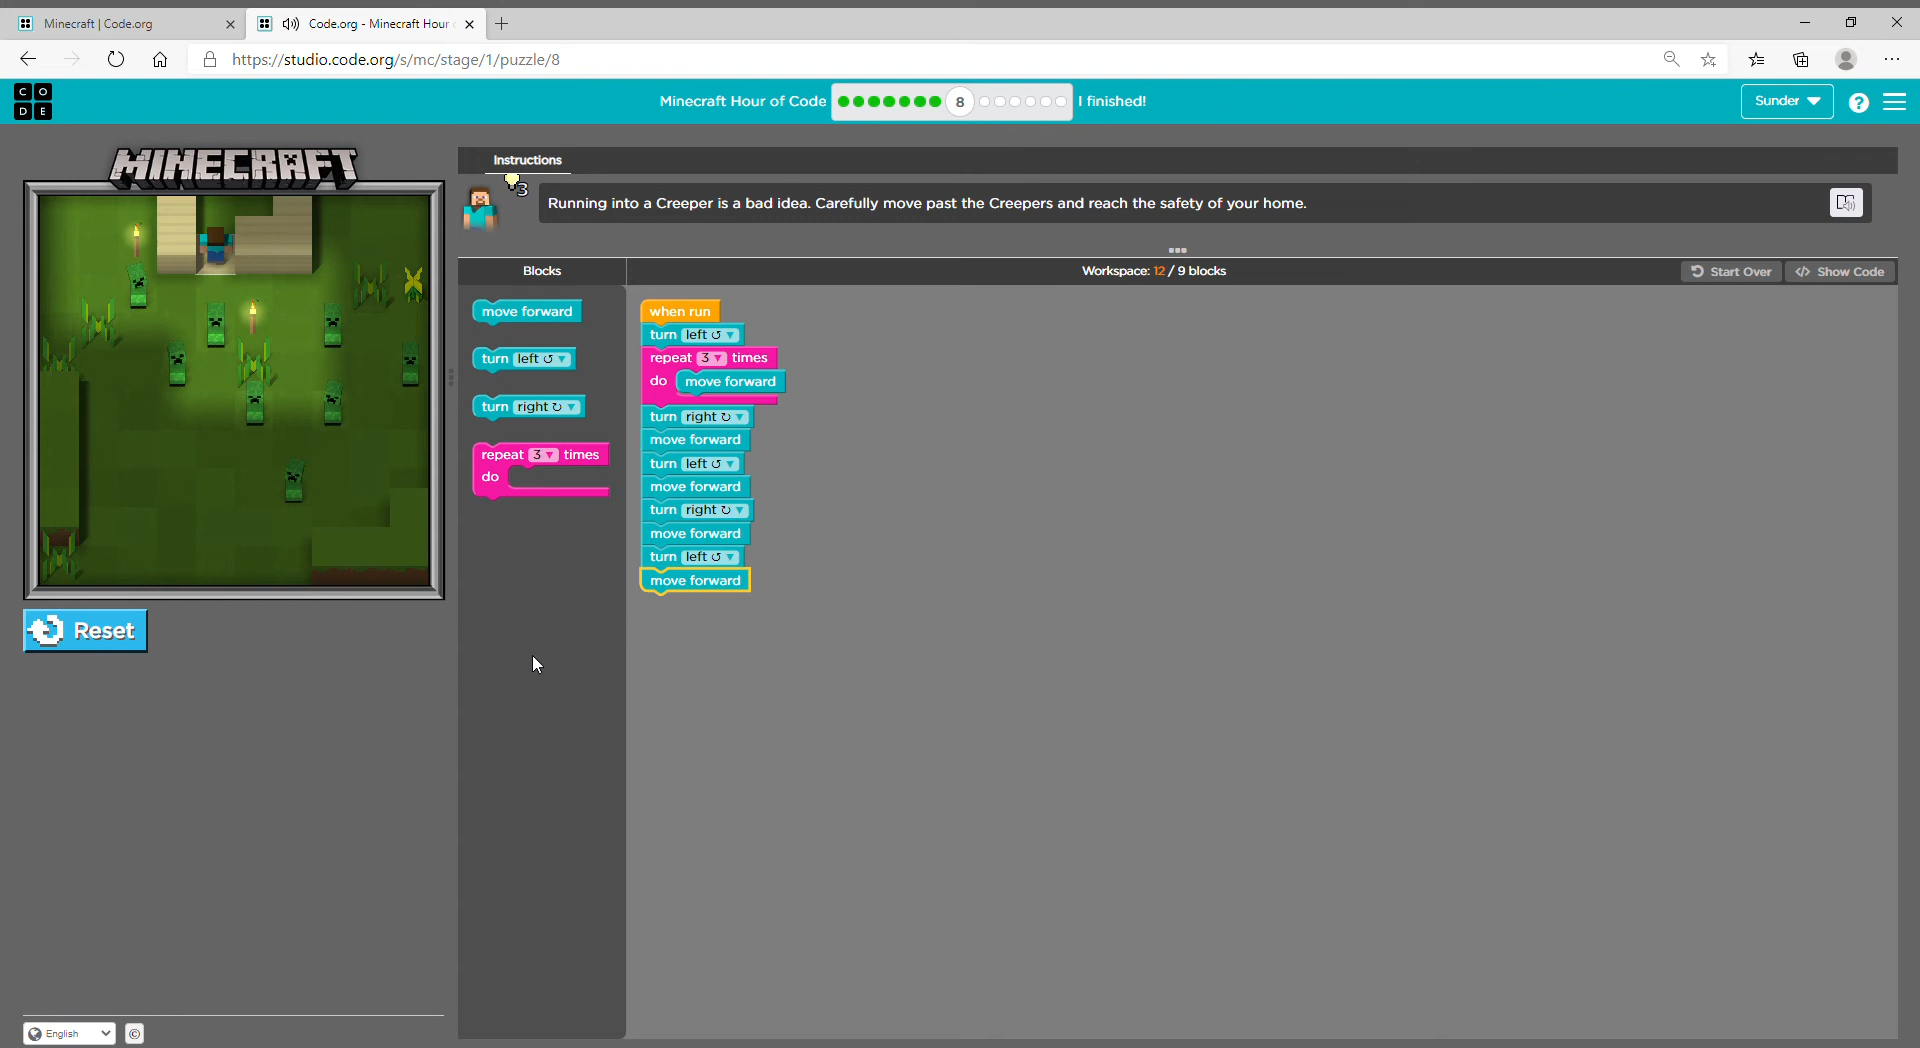 Minecraft | Code.org
Code.org - Minecraft Hour
https://studio.code.org/s/mc/stage/1/puzzle/8
C O
D E
Minecraft Hour of Code
8
I finished!
Sunder
?
MINECRAFT
Instructions
3
Running into a Creeper is a bad idea. Carefully move past the Creepers and reach the safety of your home.
Blocks
Workspace: 12 / 9 blocks
Start Over
</> Show Code
move forward
turn left ↺
turn right ↻
repeat 3 times
do
when run
turn left ↺
repeat 3 times
do move forward
turn right ↻
move forward
turn left ↺
move forward
turn right ↻
move forward
turn left ↺
move forward
Reset
English
©